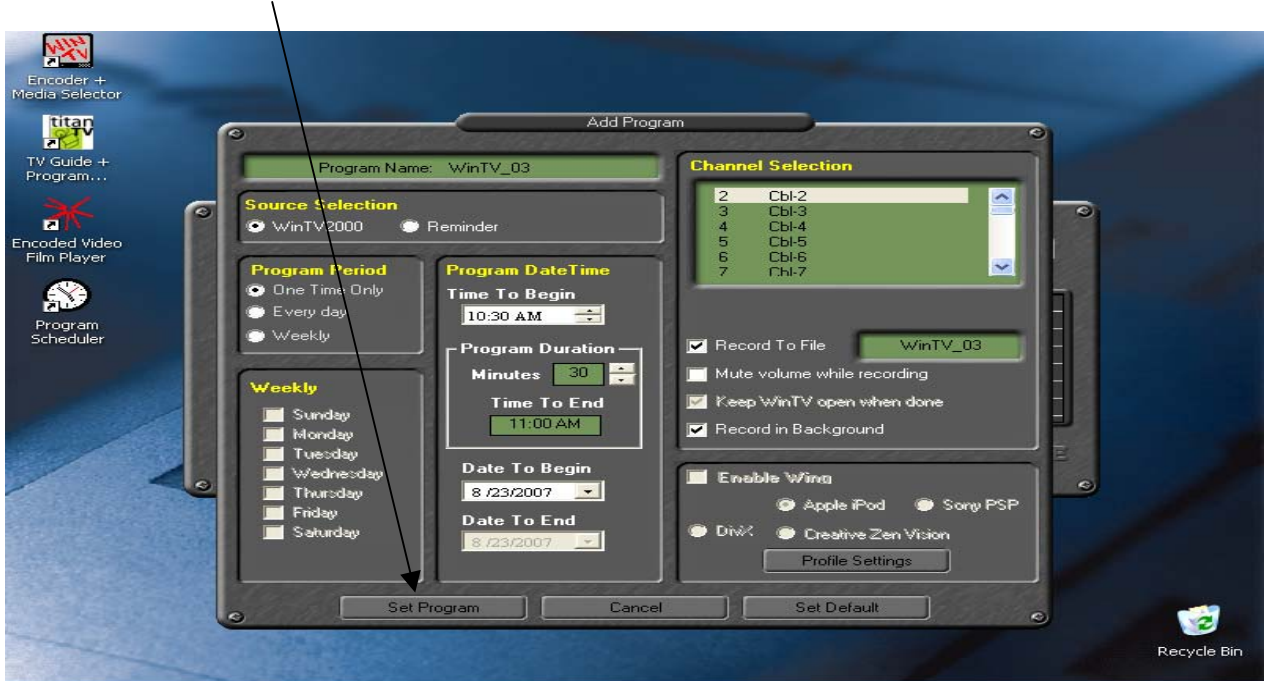 WIN
TV
Encoder +
Media Selector
titan
TV
TV Guide +
Program...
Encoded Video
Film Player
Program
Scheduler
Add Program
Program Name: WinTV_03
Source Selection
WinTV2000 Reminder
Program Period
One Time Only
Every day
Weekly
Weekly
Sunday
Monday
Tuesday
Wednesday
Thursday
Friday
Saturday
Program DateTime
Time To Begin
10:30 AM
Program Duration
Minutes 30
Time To End
11:00 AM
Date To Begin
8 /23/2007
Date To End
8 /23/2007
Channel Selection
2 Cbl-2
3 Cbl-3
4 Cbl-4
5 Cbl-5
6 Cbl-6
7 Cbl-7
Record To File WinTV_03
Mute volume while recording
Keep WinTV open when done
Record in Background
Enable Wing
Apple iPod Sony PSP
DivX Creative Zen Vision
Profile Settings
Set Program Cancel Set Default
E
Recycle Bin